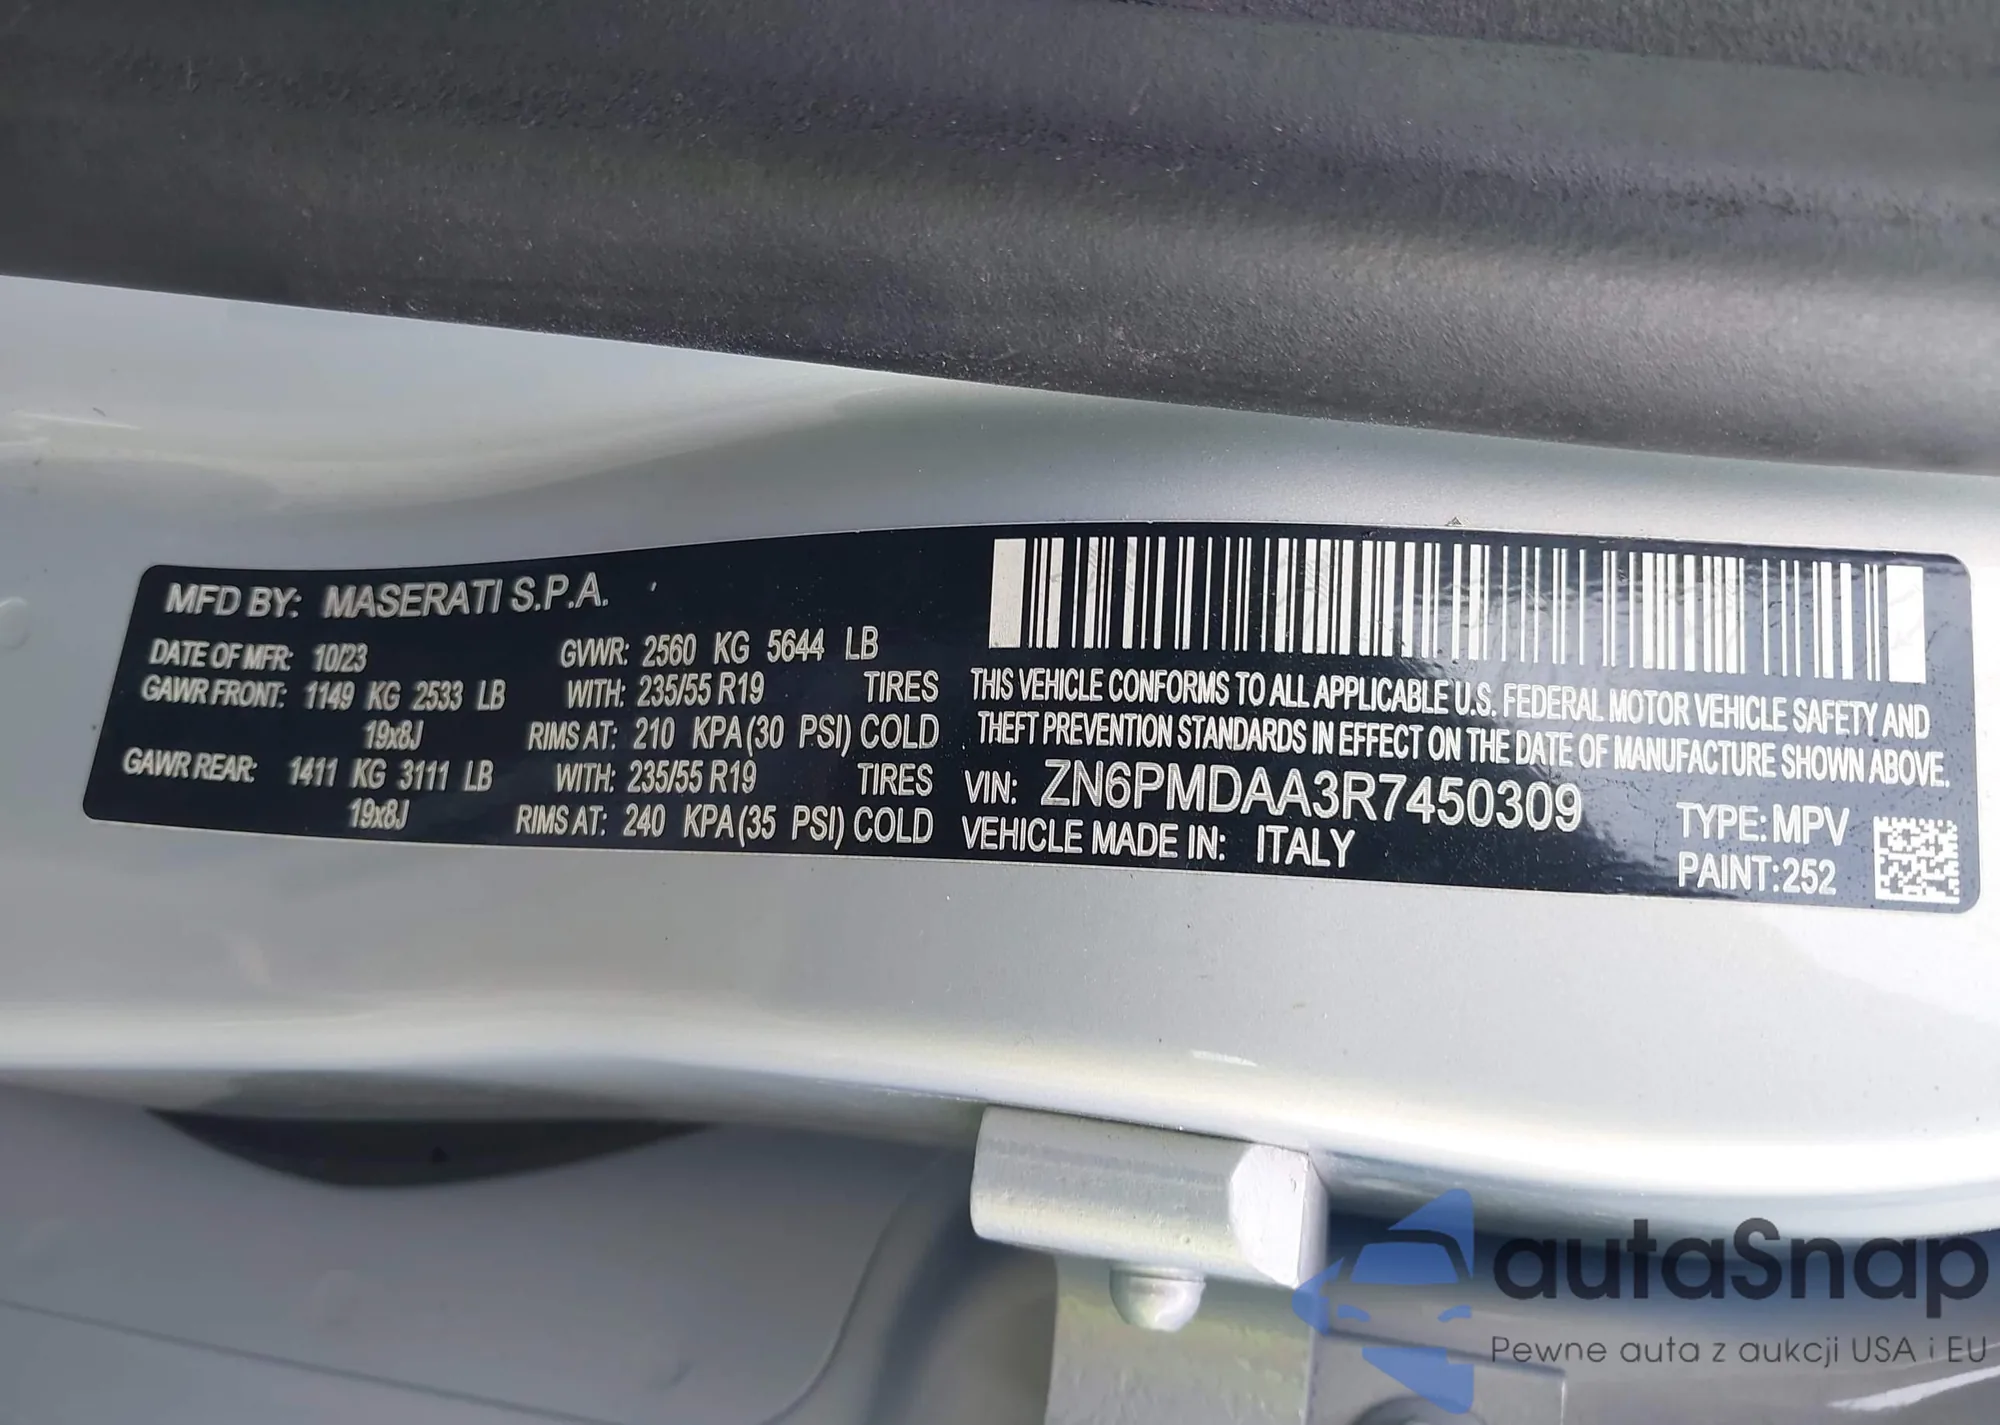 MFD BY: MASERATI S.P.A.
DATE OF MFR: 10/23 GVWR: 2560 KG 5644 LB
GAWR FRONT: 1149 KG 2533 LB WITH: 235/55 R19 TIRES
19x8J RIMS AT: 210 KPA (30 PSI) COLD
GAWR REAR: 1411 KG 3111 LB WITH: 235/55 R19 TIRES
19x8J RIMS AT: 240 KPA (35 PSI) COLD
THIS VEHICLE CONFORMS TO ALL APPLICABLE U.S. FEDERAL MOTOR VEHICLE SAFETY AND
THEFT PREVENTION STANDARDS IN EFFECT ON THE DATE OF MANUFACTURE SHOWN ABOVE.
VIN: ZN6PMDAA3R7450309
VEHICLE MADE IN: ITALY
TYPE: MPV
PAINT: 252
autaSnap
Pewne auta z aukcji USA i EU